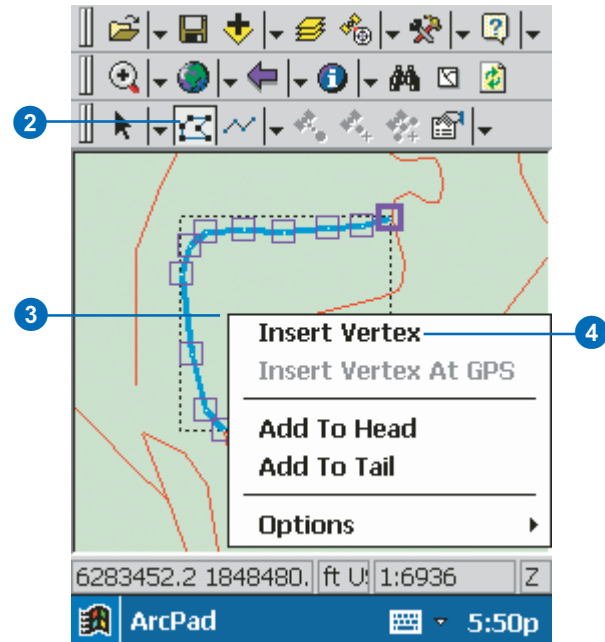 2
3
Insert Vertex
4
Insert Vertex At GPS
Add To Head
Add To Tail
Options
6283452.2 1848480. ft U 1:6936 Z
ArcPad 5:50p